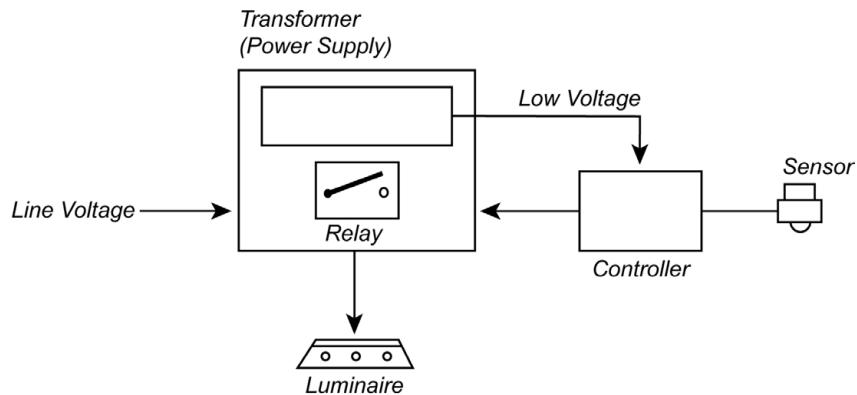 Transformer
(Power Supply)
Low Voltage
Sensor
Line Voltage
Relay
Controller
Luminaire